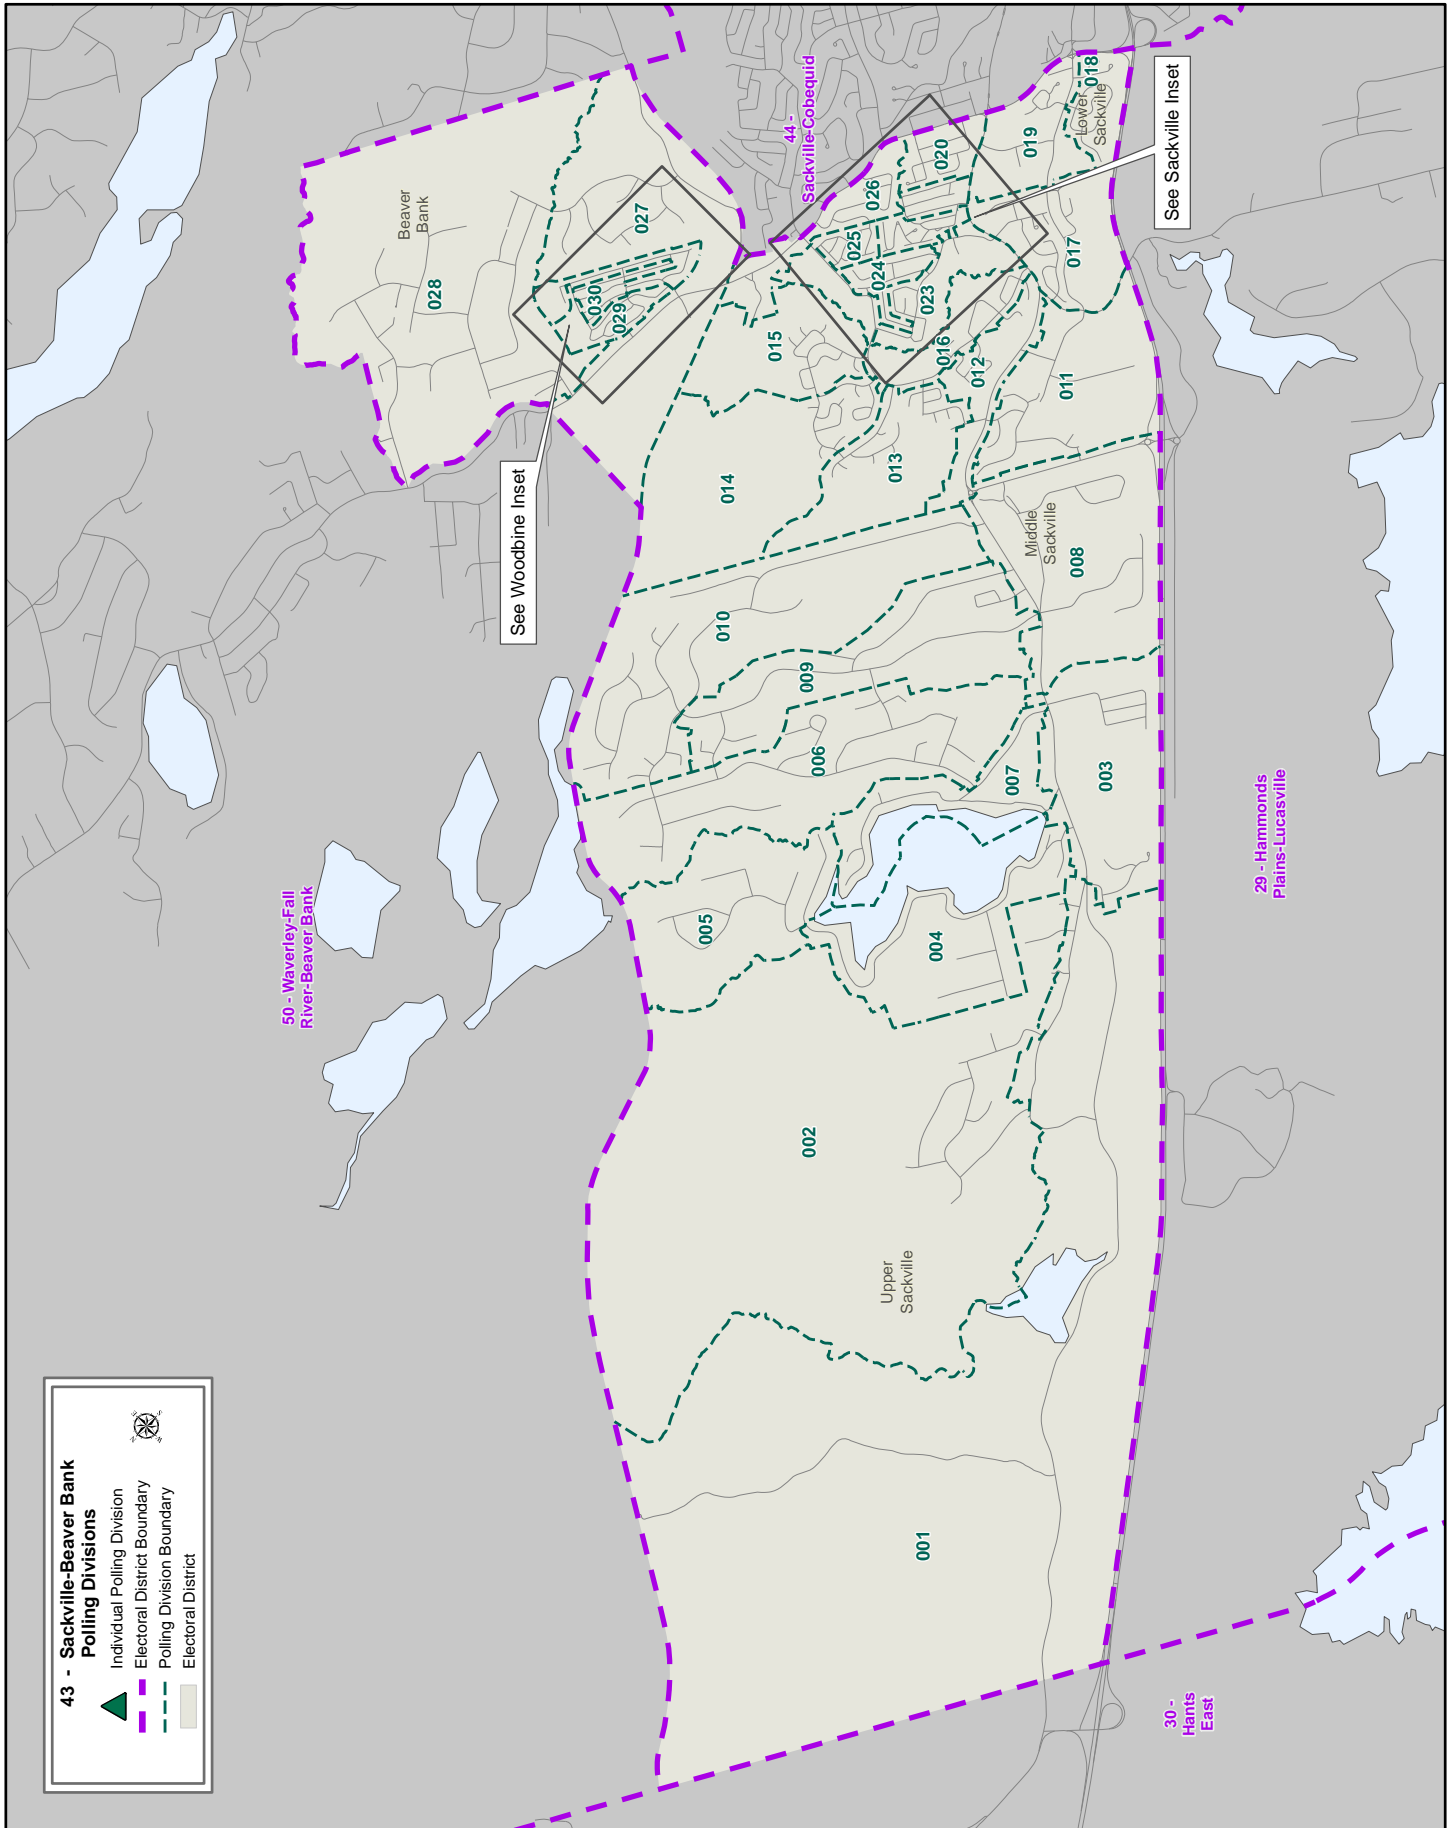 43 - Sackville-Beaver Bank
Polling Divisions
Individual Polling Division
Electoral District Boundary
Polling Division Boundary
Electoral District
N
E
S
W
50 - Waverley-Fall
River-Beaver Bank
44 -
Sackville-Cobequid
29 - Hammonds
Plains-Lucasville
30 -
Hants
East
Beaver
Bank
Lower
Sackville
Middle
Sackville
Upper
Sackville
See Woodbine Inset
See Sackville Inset
001
002
003
004
005
006
007
008
009
010
011
012
013
014
015
016
017
018
019
020
023
024
025
026
027
028
029
030